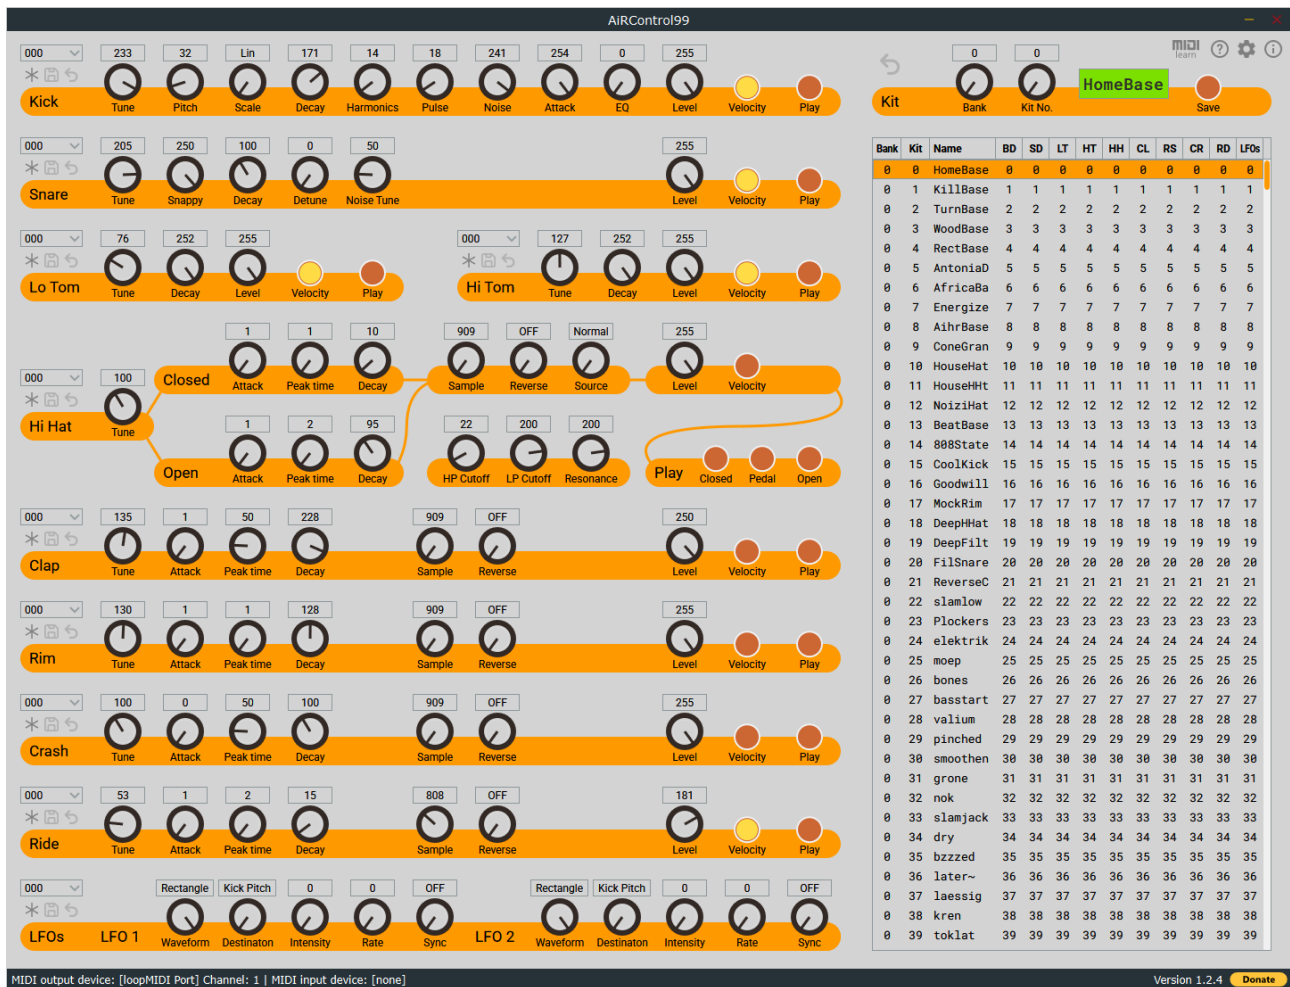 AiRControl99
000 233 32 Lin 171 14 18 241 254 0 255
Kick Tune Pitch Scale Decay Harmonics Pulse Noise Attack EQ Level Velocity Play
000 205 250 100 0 50 255
Snare Tune Snappy Decay Detune Noise Tune Level Velocity Play
000 76 252 255
Lo Tom Tune Decay Level Velocity Play
000 127 252 255
Hi Tom Tune Decay Level Velocity Play
1 1 10 909 OFF Normal 255
Closed Attack Peak time Decay Sample Reverse Source Level Velocity
000 100
Hi Hat Tune
1 2 95 22 200 200
Open Attack Peak time Decay HP Cutoff LP Cutoff Resonance Play Closed Pedal Open
000 135 1 50 228 909 OFF 250
Clap Tune Attack Peak time Decay Sample Reverse Level Velocity Play
000 130 1 1 128 909 OFF 255
Rim Tune Attack Peak time Decay Sample Reverse Level Velocity Play
000 100 0 50 100 909 OFF 255
Crash Tune Attack Peak time Decay Sample Reverse Level Velocity Play
000 53 1 2 15 808 OFF 181
Ride Tune Attack Peak time Decay Sample Reverse Level Velocity Play
000 Rectangle Kick Pitch 0 0 OFF Rectangle Kick Pitch 0 0 OFF
LFOs LFO 1 Waveform Destinaton Intensity Rate Sync LFO 2 Waveform Destinaton Intensity Rate Sync
0 0 MIDI learn
HomeBase
Kit Bank Kit No. Save
Bank Kit Name BD SD LT HT HH CL RS CR RD LFOs
0 0 HomeBase 0 0 0 0 0 0 0 0 0 0
0 1 KillBase 1 1 1 1 1 1 1 1 1 1
0 2 TurnBase 2 2 2 2 2 2 2 2 2 2
0 3 WoodBase 3 3 3 3 3 3 3 3 3 3
0 4 RectBase 4 4 4 4 4 4 4 4 4 4
0 5 AntoniaD 5 5 5 5 5 5 5 5 5 5
0 6 AfricaBa 6 6 6 6 6 6 6 6 6 6
0 7 Energize 7 7 7 7 7 7 7 7 7 7
0 8 AihrBase 8 8 8 8 8 8 8 8 8 8
0 9 ConeGran 9 9 9 9 9 9 9 9 9 9
0 10 HouseHat 10 10 10 10 10 10 10 10 10 10
0 11 HouseHHt 11 11 11 11 11 11 11 11 11 11
0 12 NoiziHat 12 12 12 12 12 12 12 12 12 12
0 13 BeatBase 13 13 13 13 13 13 13 13 13 13
0 14 808State 14 14 14 14 14 14 14 14 14 14
0 15 CoolKick 15 15 15 15 15 15 15 15 15 15
0 16 Goodwill 16 16 16 16 16 16 16 16 16 16
0 17 MockRim 17 17 17 17 17 17 17 17 17 17
0 18 DeepHHat 18 18 18 18 18 18 18 18 18 18
0 19 DeepFilt 19 19 19 19 19 19 19 19 19 19
0 20 FilSnare 20 20 20 20 20 20 20 20 20 20
0 21 ReverseC 21 21 21 21 21 21 21 21 21 21
0 22 slamlow 22 22 22 22 22 22 22 22 22 22
0 23 Plockers 23 23 23 23 23 23 23 23 23 23
0 24 elektrik 24 24 24 24 24 24 24 24 24 24
0 25 moep 25 25 25 25 25 25 25 25 25 25
0 26 bones 26 26 26 26 26 26 26 26 26 26
0 27 basstart 27 27 27 27 27 27 27 27 27 27
0 28 valium 28 28 28 28 28 28 28 28 28 28
0 29 pinched 29 29 29 29 29 29 29 29 29 29
0 30 smoothen 30 30 30 30 30 30 30 30 30 30
0 31 grone 31 31 31 31 31 31 31 31 31 31
0 32 nok 32 32 32 32 32 32 32 32 32 32
0 33 slamjack 33 33 33 33 33 33 33 33 33 33
0 34 dry 34 34 34 34 34 34 34 34 34 34
0 35 bzzzed 35 35 35 35 35 35 35 35 35 35
0 36 later~ 36 36 36 36 36 36 36 36 36 36
0 37 laessig 37 37 37 37 37 37 37 37 37 37
0 38 kren 38 38 38 38 38 38 38 38 38 38
0 39 toklat 39 39 39 39 39 39 39 39 39 39
MIDI output device: [loopMIDI Port] Channel: 1 | MIDI input device: [none] Version 1.2.4 Donate